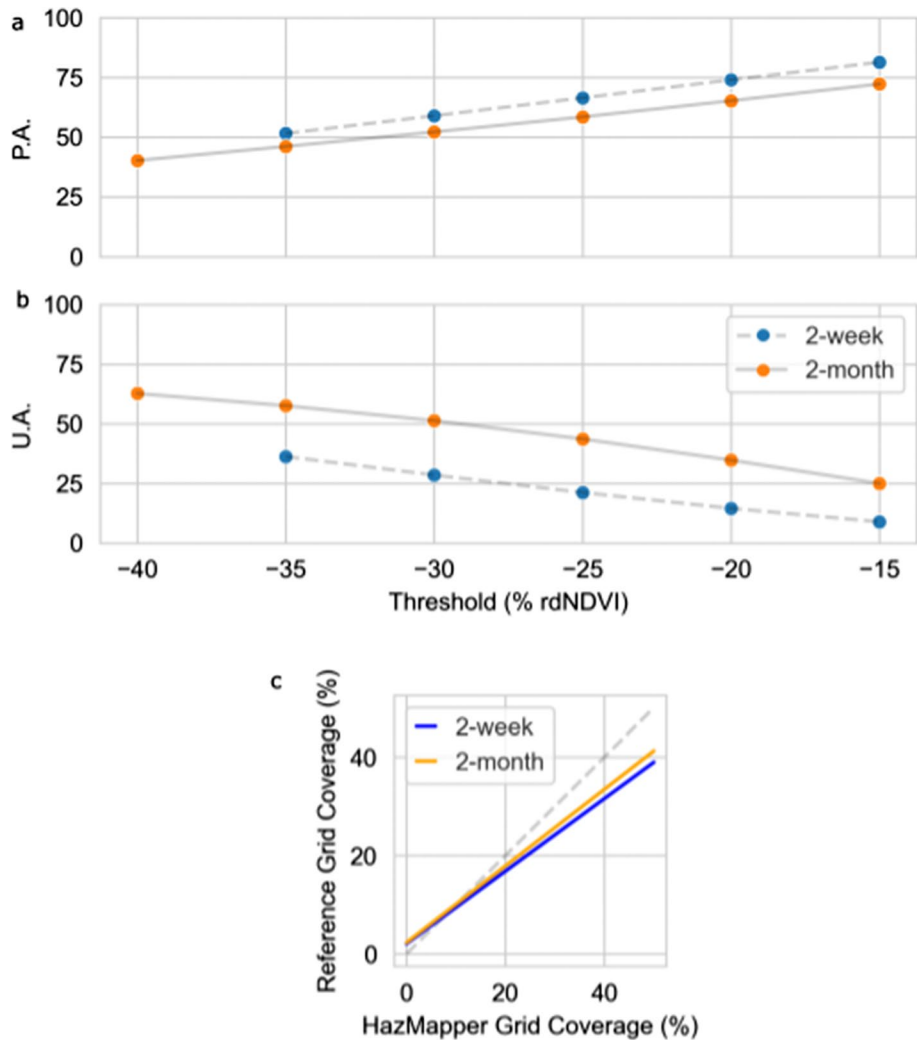 a
100
75
50
25
0
P.A.
b
100
75
50
25
0
U.A.
2-week
2-month
−40 −35 −30 −25 −20 −15
Threshold (% rdNDVI)
c
Reference Grid Coverage (%)
2-week
2-month
40
20
0
0 20 40
HazMapper Grid Coverage (%)